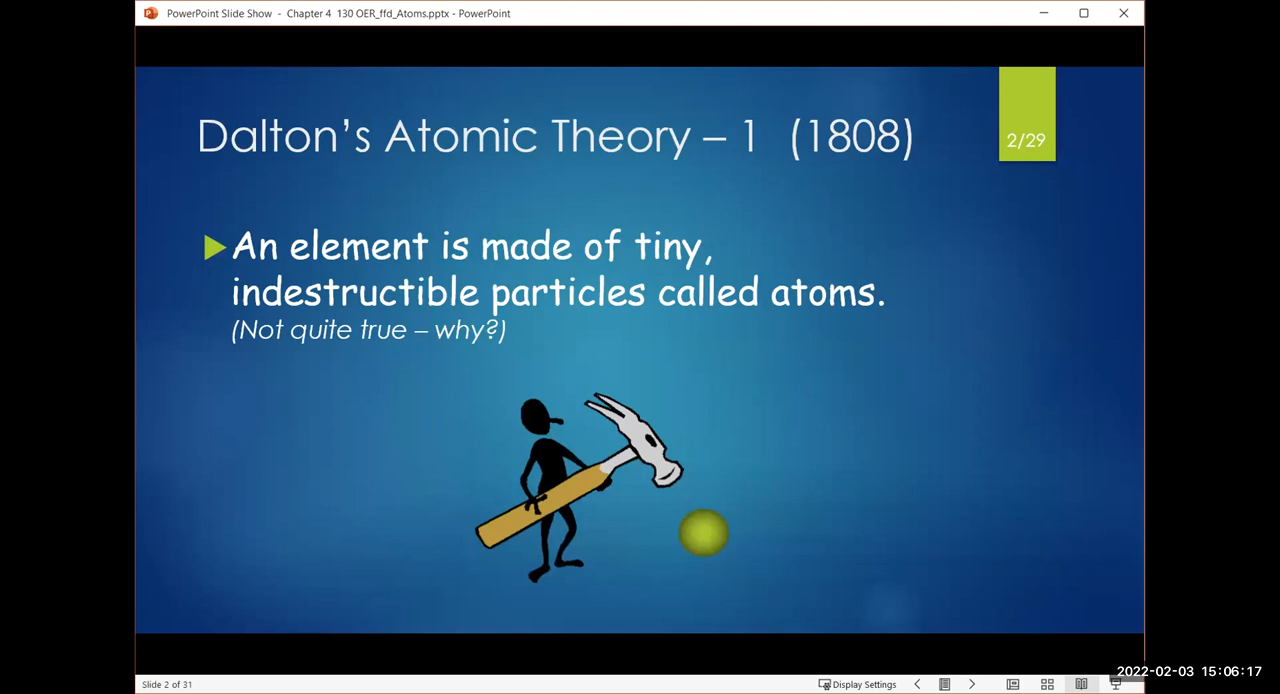 PowerPoint Slide Show - Chapter 4 130 OER_ffd_Atoms.pptx - PowerPoint
Dalton's Atomic Theory – 1 (1808)
2/29
An element is made of tiny,
indestructible particles called atoms.
(Not quite true – why?)
Slide 2 of 31
Display Settings
2022-02-03 15:06:17